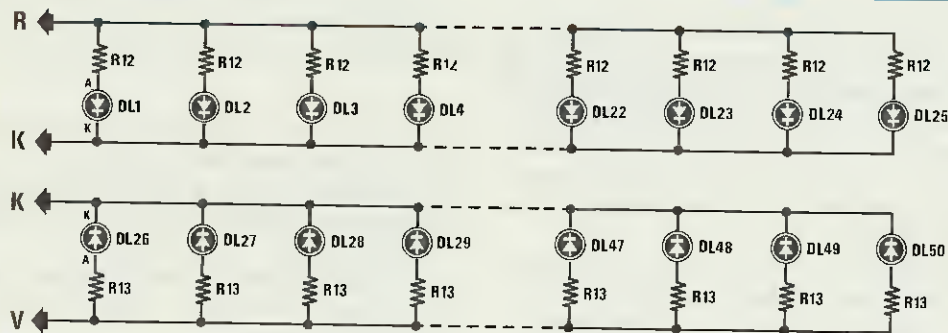 R
R12 R12 R12 R12 R12 R12 R12 R12
A
DL1 DL2 DL3 DL4 DL22 DL23 DL24 DL25
K
K
K
K
DL26 DL27 DL28 DL29 DL47 DL48 DL49 DL50
A
R13 R13 R13 R13 R13 R13 R13 R13
V